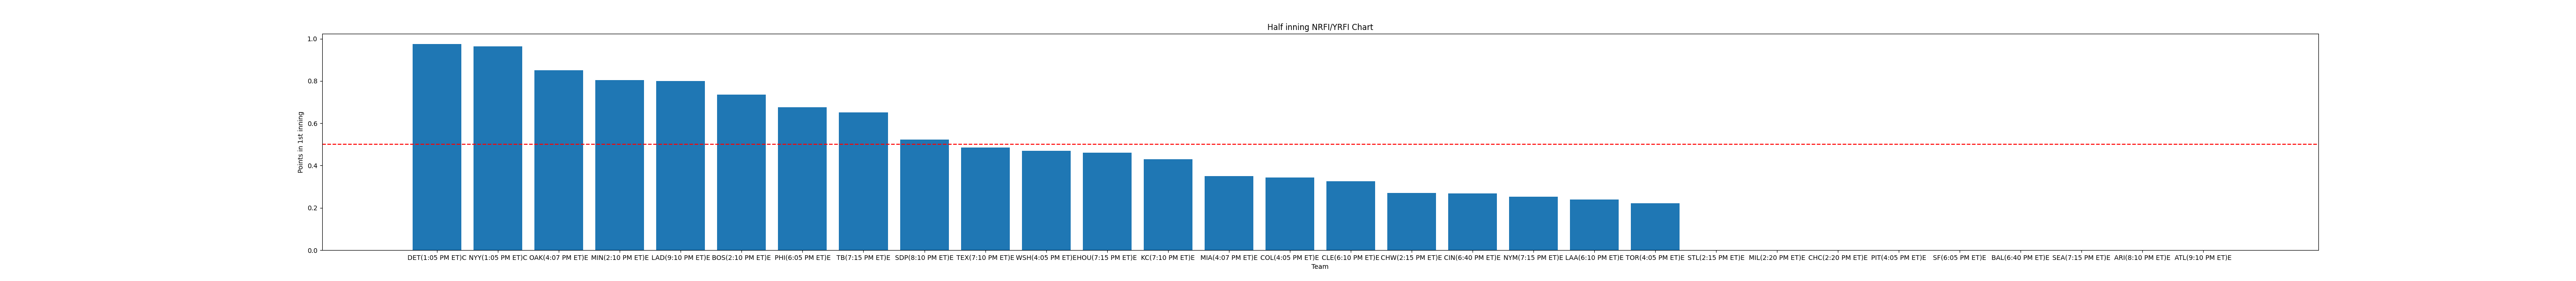 Half inning NRFI/YRFI Chart
1.0
0.8
0.6
0.4
0.2
0.0
Points in 1st inning
DET(1:05 PM ET)C NYY(1:05 PM ET)C OAK(4:07 PM ET)E MIN(2:10 PM ET)E LAD(9:10 PM ET)E BOS(2:10 PM ET)E PHI(6:05 PM ET)E TB(7:15 PM ET)E SDP(8:10 PM ET)E TEX(7:10 PM ET)E WSH(4:05 PM ET)E HOU(7:15 PM ET)E KC(7:10 PM ET)E MIA(4:07 PM ET)E COL(4:05 PM ET)E CLE(6:10 PM ET)E CHW(2:15 PM ET)E CIN(6:40 PM ET)E NYM(7:15 PM ET)E LAA(6:10 PM ET)E TOR(4:05 PM ET)E STL(2:15 PM ET)E MIL(2:20 PM ET)E CHC(2:20 PM ET)E PIT(4:05 PM ET)E SF(6:05 PM ET)E BAL(6:40 PM ET)E SEA(7:15 PM ET)E ARI(8:10 PM ET)E ATL(9:10 PM ET)E
Team